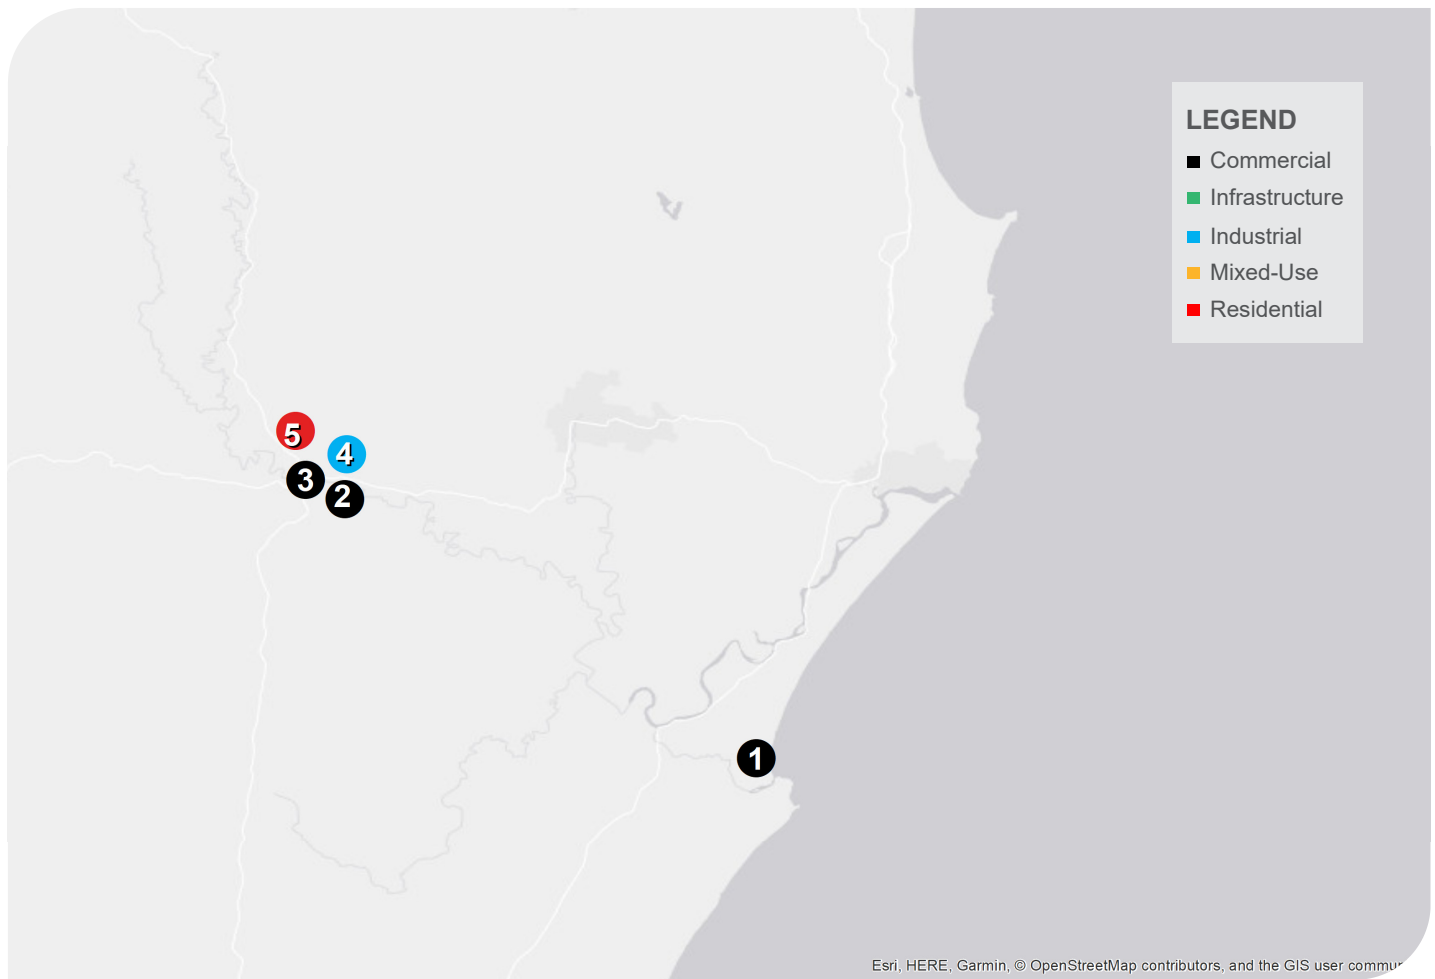 LEGEND
Commercial
Infrastructure
Industrial
Mixed-Use
Residential
5
4
3
2
1
Esri, HERE, Garmin, © OpenStreetMap contributors, and the GIS user